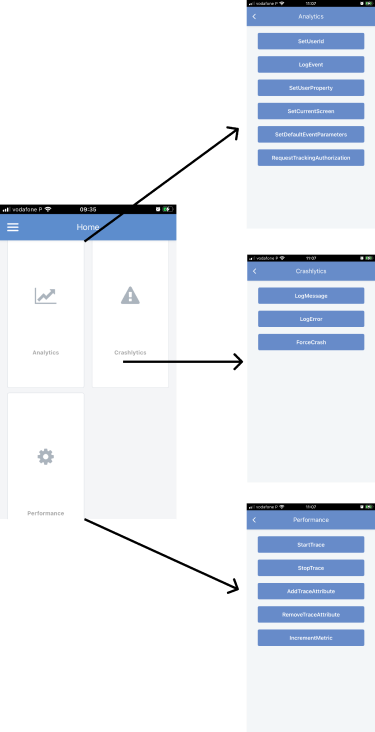 vodafone P 09:35
Home
Analytics
Crashlytics
Performance
vodafone P 11:07
Analytics
SetUserId
LogEvent
SetUserProperty
SetCurrentScreen
SetDefaultEventParameters
RequestTrackingAuthorization
vodafone P 11:07
Crashlytics
LogMessage
LogError
ForceCrash
vodafone P 11:07
Performance
StartTrace
StopTrace
AddTraceAttribute
RemoveTraceAttribute
IncrementMetric